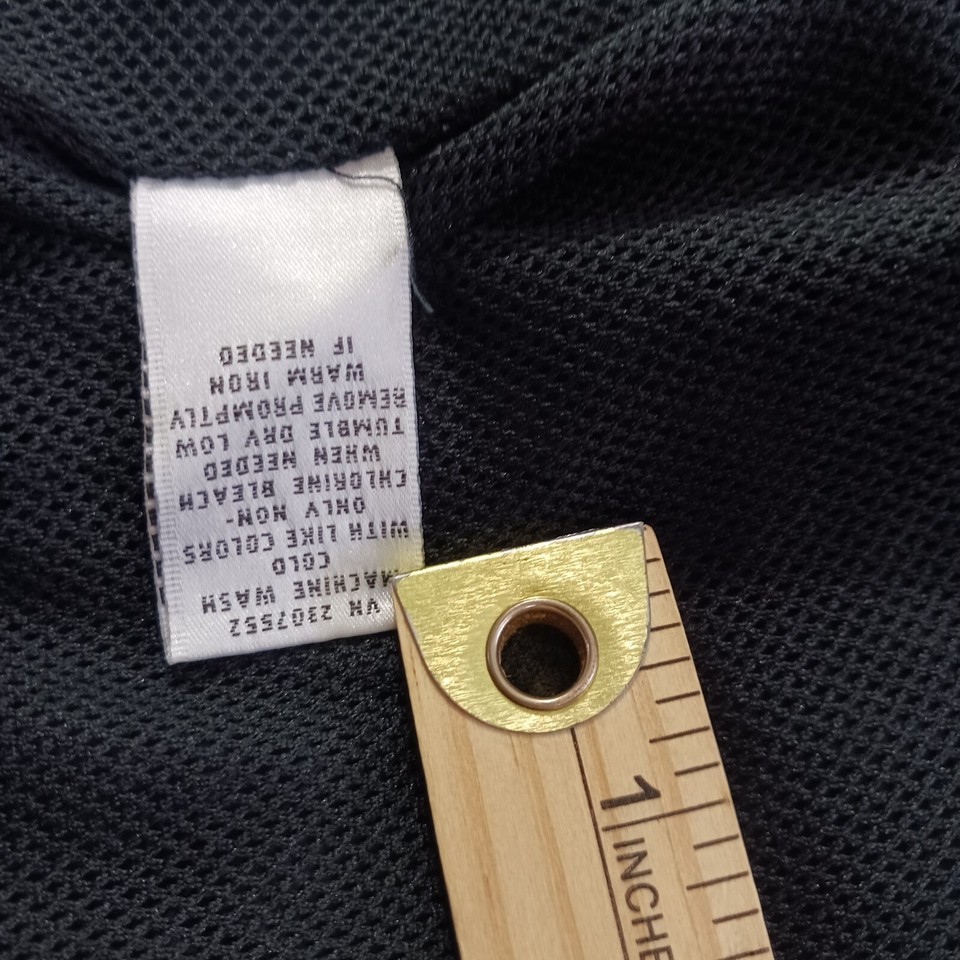 VN 2307552
MACHINE WASH
COLD
WITH LIKE COLORS
ONLY NON-
CHLORINE BLEACH
WHEN NEEDED
TUMBLE DRY LOW
REMOVE PROMPTLY
WARM IRON
IF NEEDED
1
INCHE